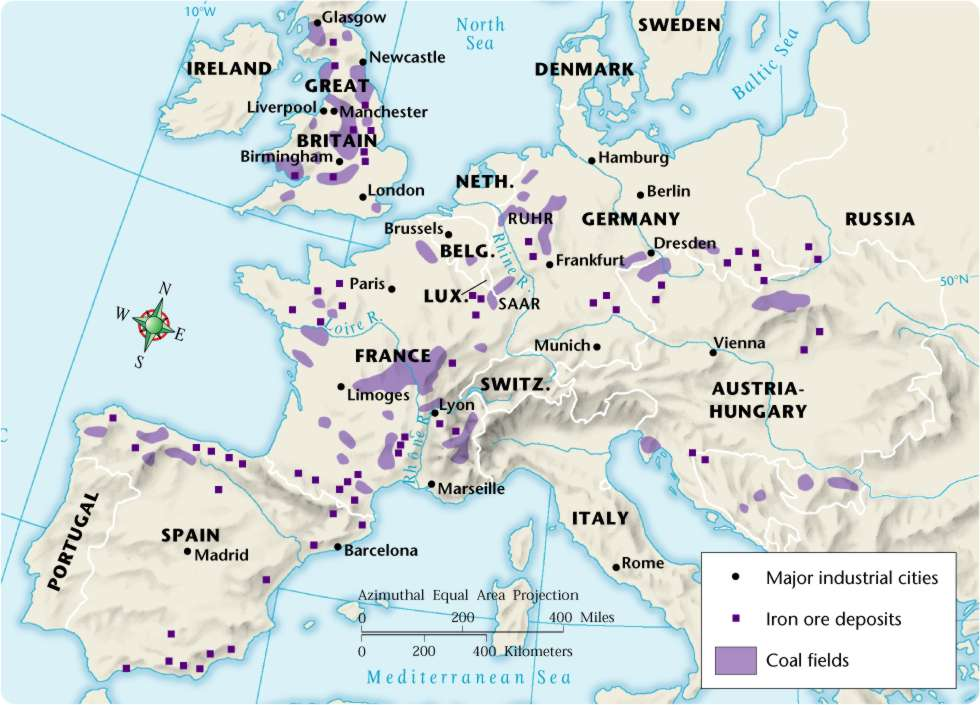 10°W
Glasgow
North
Sea
SWEDEN
IRELAND
Newcastle
DENMARK
Baltic Sea
GREAT
Liverpool
Manchester
BRITAIN
Birmingham
Hamburg
London
NETH.
Berlin
RUHR
GERMANY
RUSSIA
Brussels
BELG.
Rhine R.
Dresden
Frankfurt
Paris
LUX.
SAAR
50°N
N
W
E
S
Loire R.
FRANCE
Munich
Vienna
Limoges
SWITZ.
AUSTRIA-
HUNGARY
Lyon
Rhône R.
Marseille
PORTUGAL
SPAIN
Madrid
Barcelona
ITALY
Rome
Azimuthal Equal Area Projection
0 200 400 Miles
0 200 400 Kilometers
Mediterranean Sea
Major industrial cities
Iron ore deposits
Coal fields